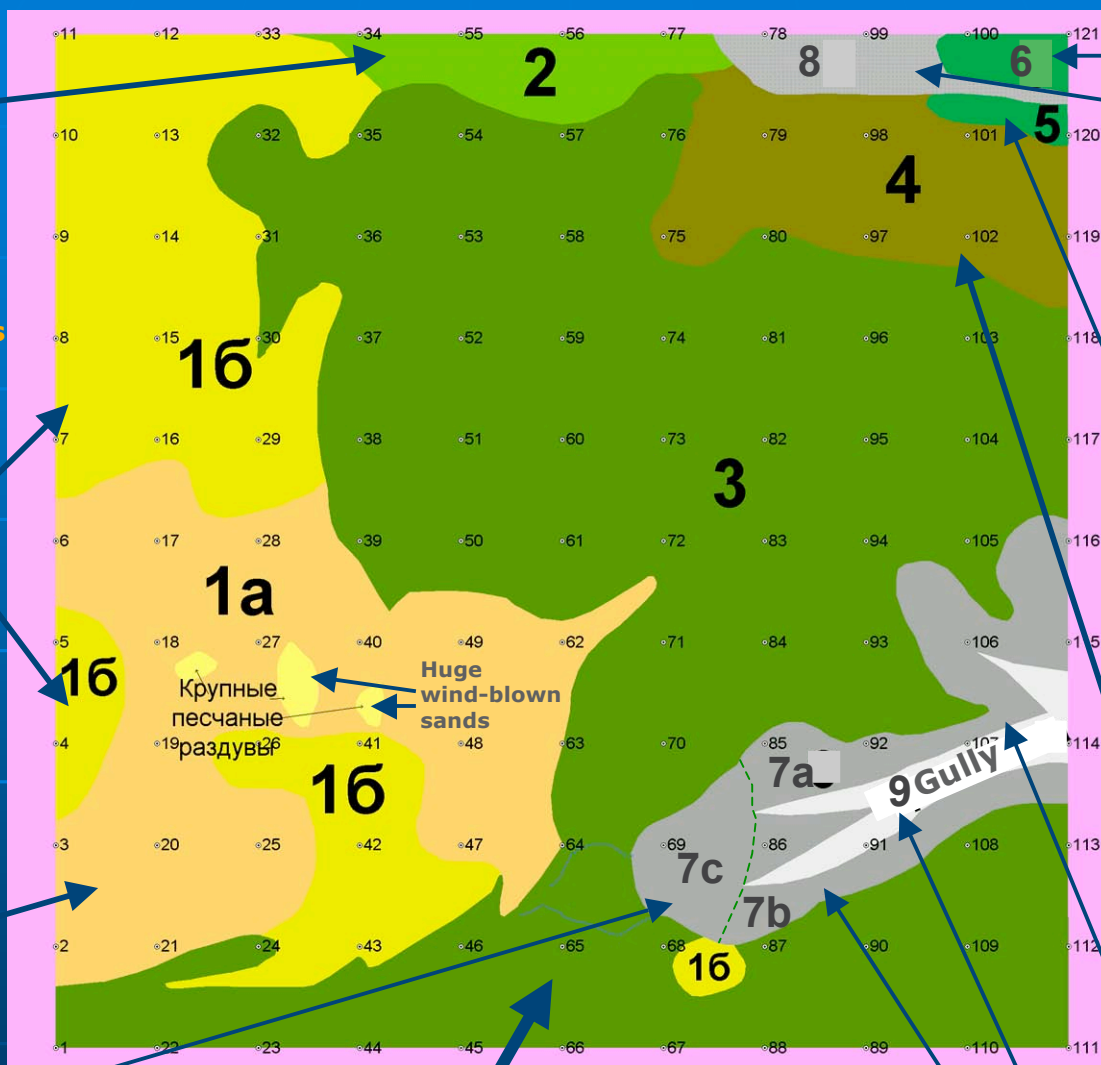 11 12 33 34 55 56 77 78 99 100 121
2 8 6
5
10 13 32 35 54 57 76 79 98 101 120
4
9 14 31 36 53 58 75 80 97 102 119
8 15 30 37 52 59 74 81 96 103 118
1б
7 16 29 38 51 60 73 82 95 104 117
3
6 17 28 39 50 61 72 83 94 105 116
1а
5 18 27 40 49 62 71 84 93 106 115
1б
Крупные
песчаные
раздувы
Huge
wind-blown
sands
4 19 26 41 48 63 70 85 92 107 114
1б
7a
9 Gully
3 20 25 42 47 64 69 86 91 108 113
7c
7b
2 21 24 43 46 65 68 87 90 109 112
1б
1 22 23 44 45 66 67 88 89 110 111